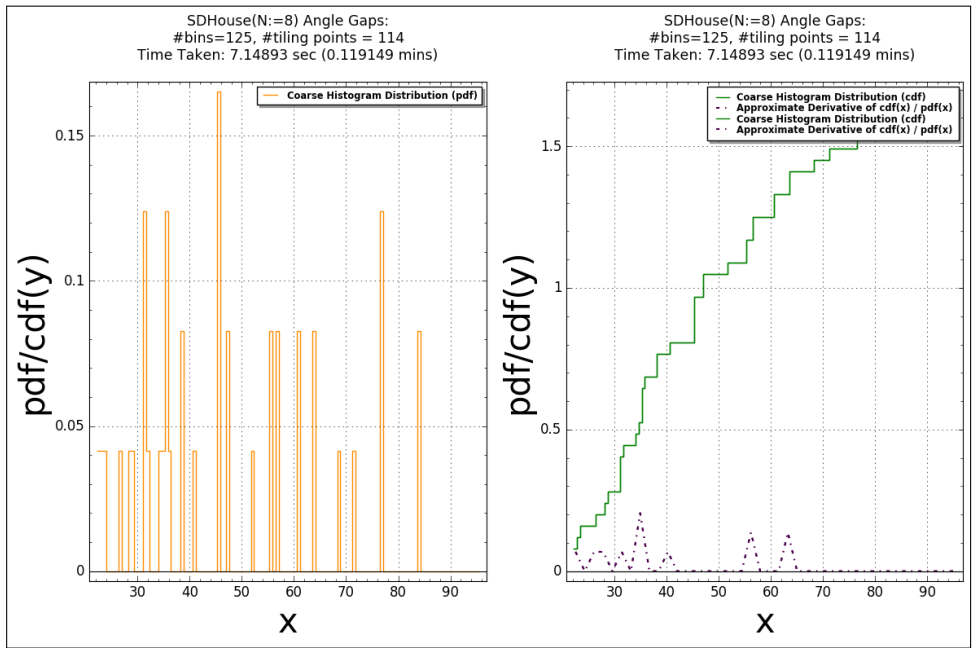 SDHouse(N:=8) Angle Gaps:
#bins=125, #tiling points = 114
Time Taken: 7.14893 sec (0.119149 mins)
Coarse Histogram Distribution (pdf)
0.15
0.1
0.05
0
pdf/cdf(y)
30 40 50 60 70 80 90
x
SDHouse(N:=8) Angle Gaps:
#bins=125, #tiling points = 114
Time Taken: 7.14893 sec (0.119149 mins)
Coarse Histogram Distribution (cdf)
Approximate Derivative of cdf(x) / pdf(x)
Coarse Histogram Distribution (cdf)
Approximate Derivative of cdf(x) / pdf(x)
1.5
1
0.5
0
pdf/cdf(y)
30 40 50 60 70 80 90
x